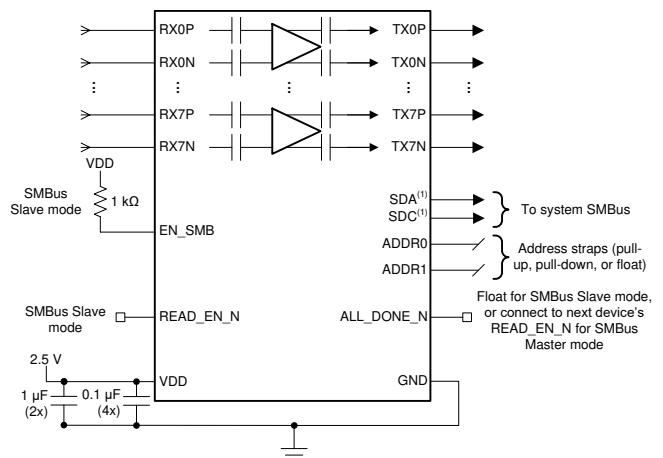 RX0P TX0P
RX0N TX0N
... ... ... ... ...
RX7P TX7P
RX7N TX7N
VDD
SMBus
Slave mode
1 kΩ
EN_SMB
SDA(1)
SDC(1)
To system SMBus
ADDR0
ADDR1
Address straps (pull-
up, pull-down, or float)
SMBus Slave
mode
READ_EN_N
ALL_DONE_N
Float for SMBus Slave mode,
or connect to next device's
READ_EN_N for SMBus
Master mode
2.5 V
VDD
GND
1 µF
(2x)
0.1 µF
(4x)